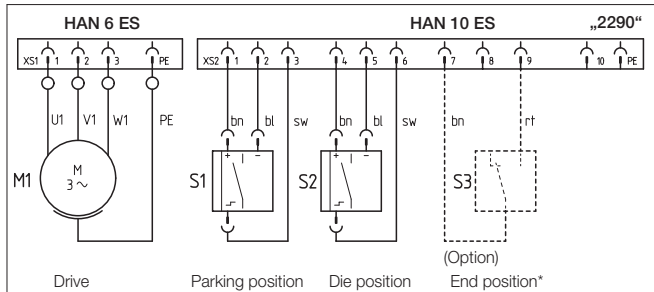 HAN 6 ES HAN 10 ES „2290“
XS1 1 2 3 PE XS2 1 2 3 4 5 6 7 8 9 10 PE
U1 V1 W1 PE bn bl sw bn bl sw bn rt
M1 M 3 ~ S1 + − S2 + − S3
(Option)
Drive Parking position Die position End position*